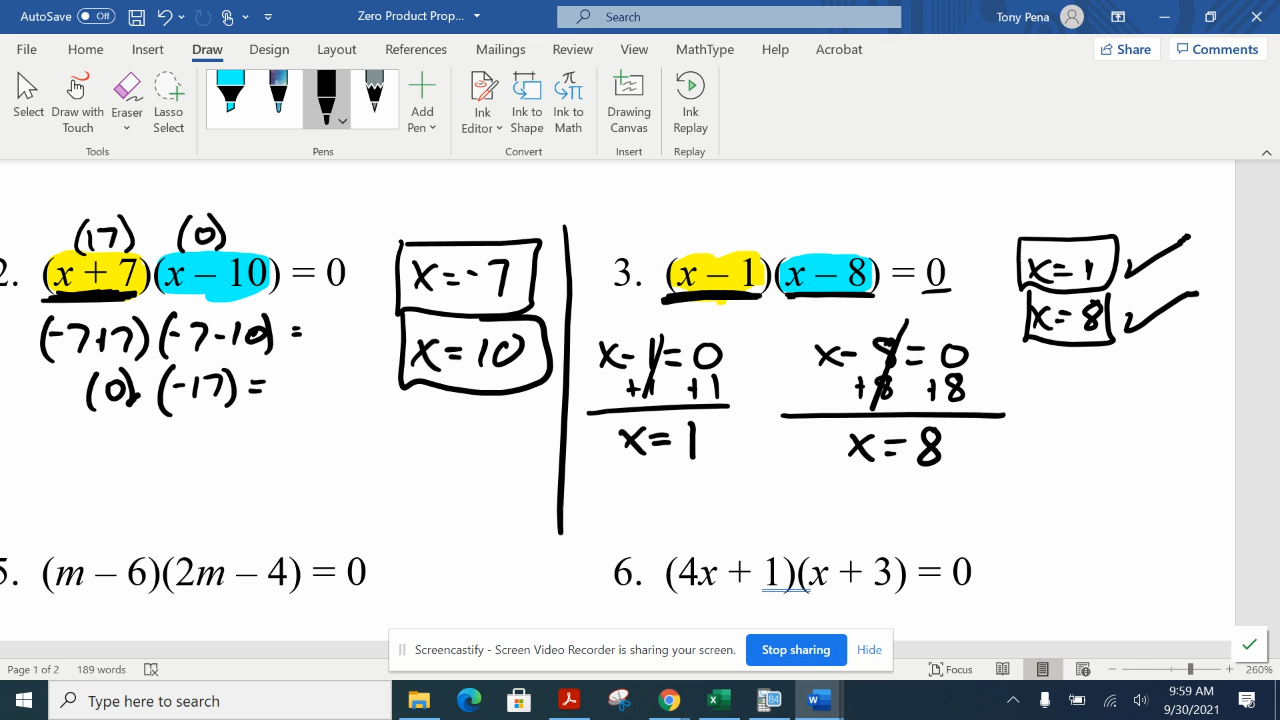 AutoSave Off
Zero Product Prop...
Search
Tony Pena
File Home Insert Draw Design Layout References Mailings Review View MathType Help Acrobat
Share Comments
Select
Draw with Touch
Eraser
Lasso Select
Add Pen
Ink Editor
Ink to Shape
Ink to Math
Drawing Canvas
Ink Replay
Tools Pens Convert Insert Replay
(17) (0)
2. (x + 7)(x – 10) = 0
(-7+7)(-7-10) =
(0).(-17) =
x=-7
x=10
3. (x – 1)(x – 8) = 0
x-1=0
+1 +1
x=1
x-8=0
+8 +8
x=8
x=1
x=8
5. (m – 6)(2m – 4) = 0
6. (4x + 1)(x + 3) = 0
Screencastify - Screen Video Recorder is sharing your screen. Stop sharing Hide
Page 1 of 2 189 words Focus 260%
Type here to search
9:59 AM
9/30/2021